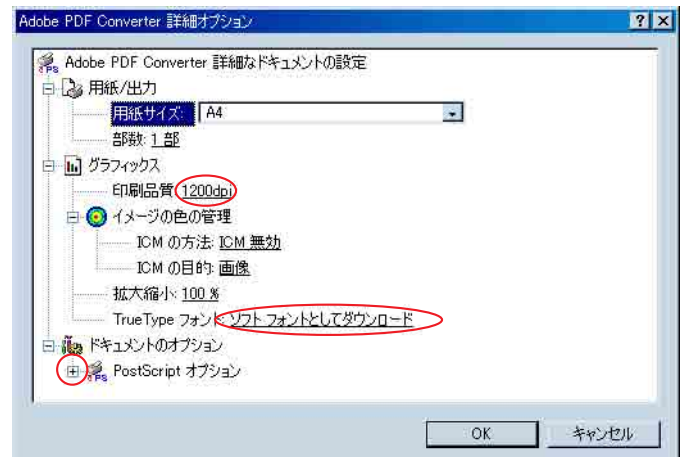 Adobe PDF Converter 詳細オプション
Adobe PDF Converter 詳細なドキュメントの設定
用紙/出力
用紙サイズ: A4
部数: 1 部
グラフィックス
印刷品質: 1200dpi
イメージの色の管理
ICM の方法: ICM 無効
ICM の目的: 画像
拡大縮小: 100 %
TrueType フォント: ソフト フォントとしてダウンロード
ドキュメントのオプション
PostScript オプション
OK キャンセル